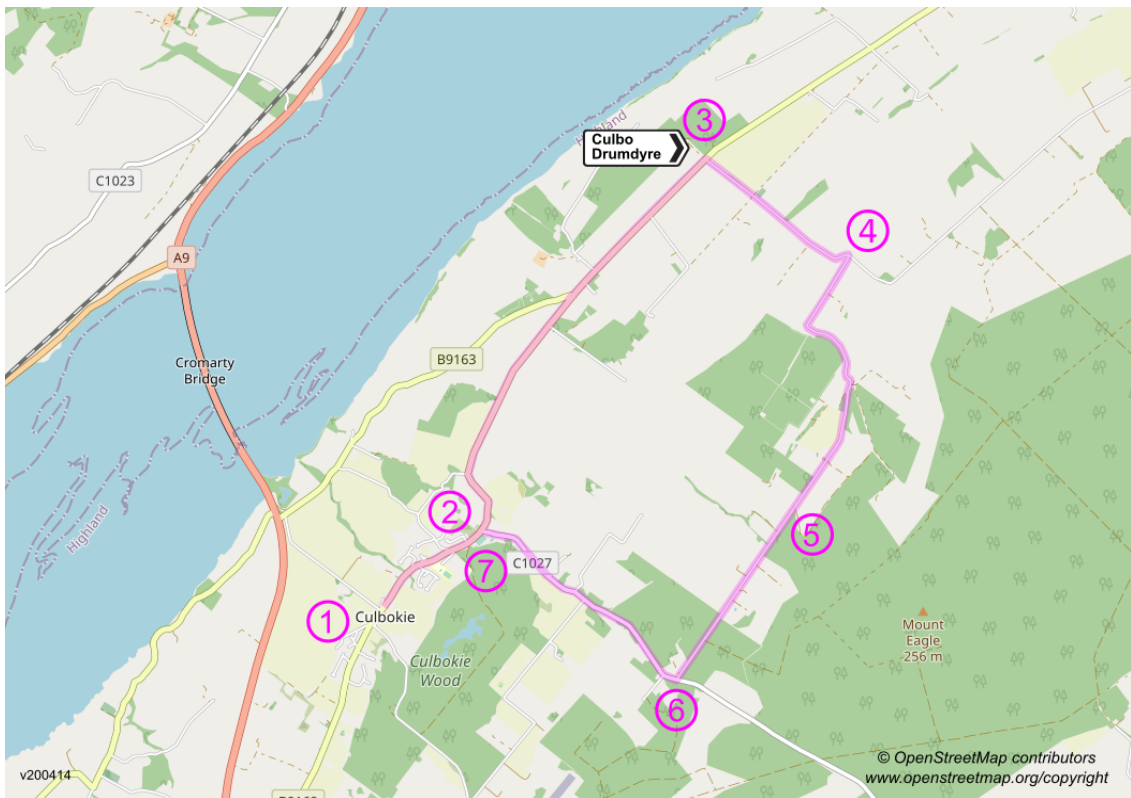 3
Highland
Culbo
Drumdyre
C1023
4
A9
B9163
Cromarty
Bridge
2
5
Highland
C1027
7
1
Culbokie
Mount
Eagle
256 m
Culbokie
Wood
6
© OpenStreetMap contributors
www.openstreetmap.org/copyright
v200414